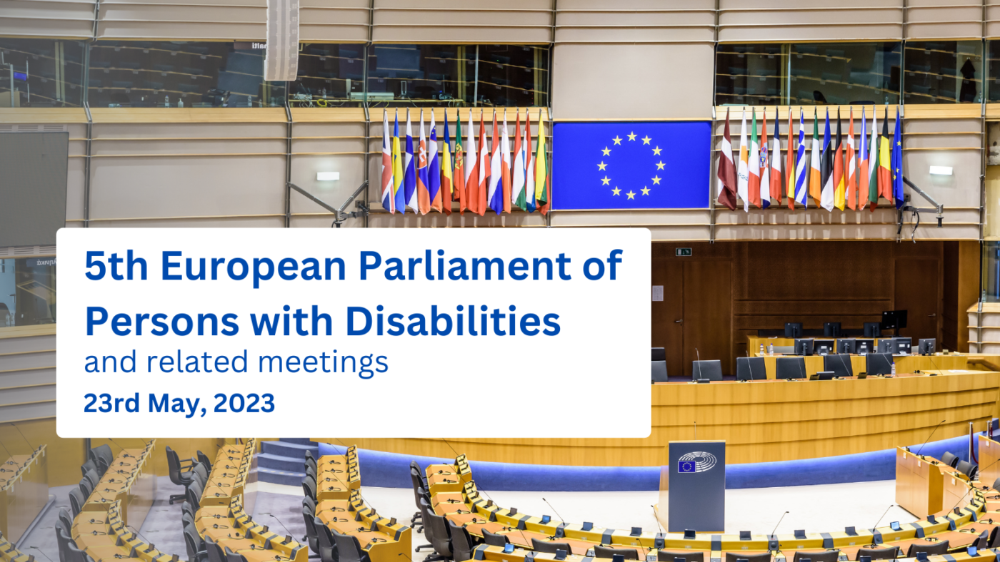 5th European Parliament of
Persons with Disabilities
and related meetings
23rd May, 2023